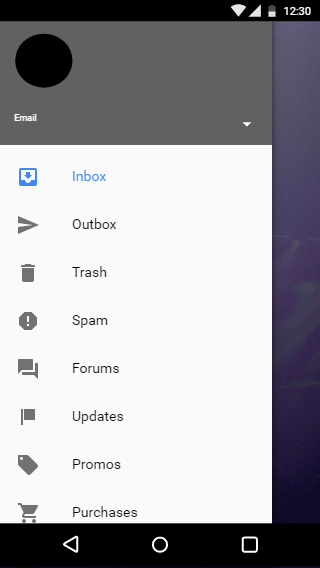 12:30
Email
Inbox
Outbox
Trash
Spam
Forums
Updates
Promos
Purchases